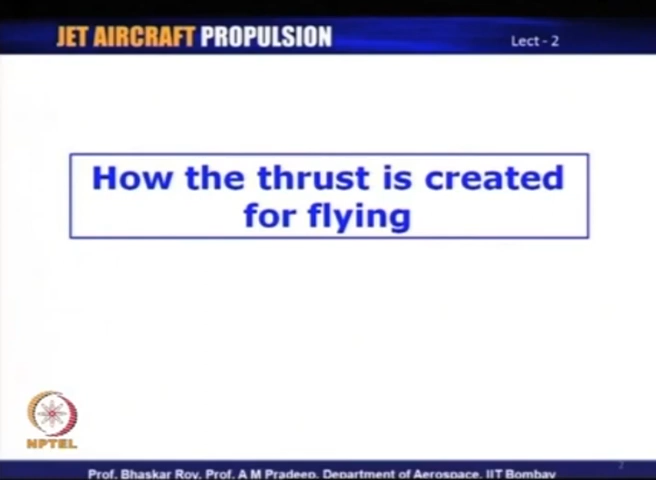 JET AIRCRAFT PROPULSION
Lect - 2
How the thrust is created
for flying
NPTEL
2
Prof. Bhaskar Roy, Prof. A M Pradeep, Department of Aerospace, IIT Bombay